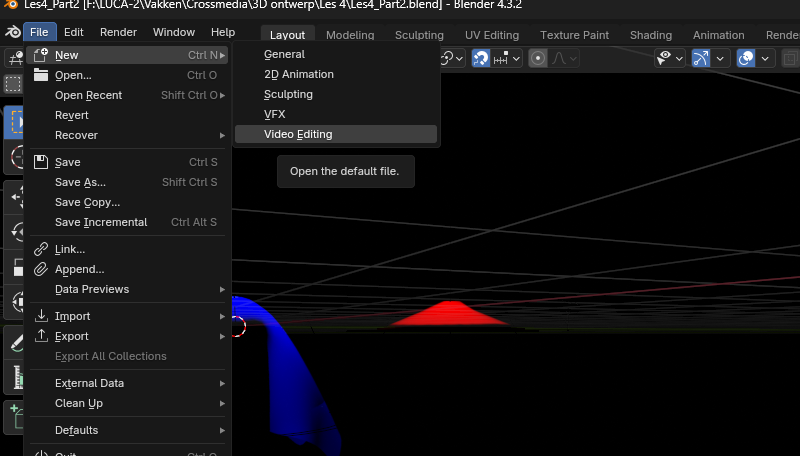 Les4_Part2 [F:\LUCA-2\Vakken\Crossmedia\3D ontwerp\Les 4\Les4_Part2.blend] - Blender 4.3.2
File Edit Render Window Help Layout Modeling Sculpting UV Editing Texture Paint Shading Animation Render
New Ctrl N
Open... Ctrl O
Open Recent Shift Ctrl O
Revert
Recover
Save Ctrl S
Save As... Shift Ctrl S
Save Copy...
Save Incremental Ctrl Alt S
Link...
Append...
Data Previews
Import
Export
Export All Collections
External Data
Clean Up
Defaults
Quit Ctrl Q
General
2D Animation
Sculpting
VFX
Video Editing
Open the default file.